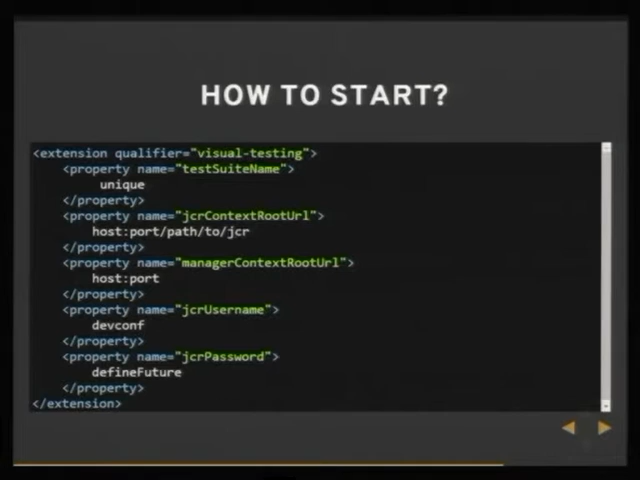 HOW TO START?
<extension qualifier="visual-testing">
    <property name="testSuiteName">
         unique
    </property>
    <property name="jcrContextRootUrl">
        host:port/path/to/jcr
    </property>
    <property name="managerContextRootUrl">
        host:port
    </property>
    <property name="jcrUsername">
        devconf
    </property>
    <property name="jcrPassword">
        defineFuture
    </property>
</extension>